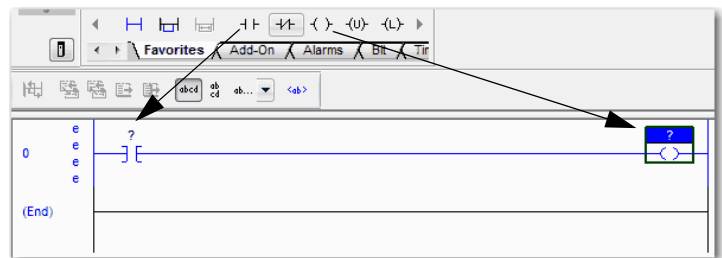 (U) (L)
Favorites Add-On Alarms Bit Tir
abcd ab cd ab... <ab>
e
? ?
0 e
e
e
(End)